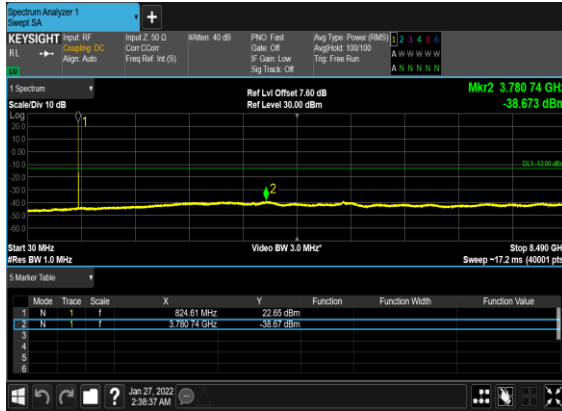 Spectrum Analyzer 1
Swept SA
+
KEYSIGHT Input: RF Input Z: 50 Ω #Atten: 40 dB PNO: Fast Avg Type: Power (RMS) 1 2 3 4 5 6
RL Coupling: DC Corr CCorr Gate: Off Avg|Hold: 100/100 A W W W W W
Align: Auto Freq Ref: Int (S) IF Gain: Low Trig: Free Run
LU Sig Track: Off A N N N N N
1 Spectrum Ref Lvl Offset 7.60 dB Mkr2 3.780 74 GHz
Scale/Div 10 dB Ref Level 30.00 dBm -38.673 dBm
Log
20.0
10.0
0.00
-10.0
-20.0
-30.0
-40.0
-50.0
-60.0
1
2
DL1 -13.00 dBm
Start 30 MHz Video BW 3.0 MHz* Stop 8.490 GHz
#Res BW 1.0 MHz Sweep ~17.2 ms (40001 pts)
5 Marker Table
Mode Trace Scale X Y Function Function Width Function Value
1 N 1 f 824.61 MHz 22.65 dBm
2 N 1 f 3.780 74 GHz -38.67 dBm
3
4
5
6
? Jan 27, 2022
2:38:37 AM